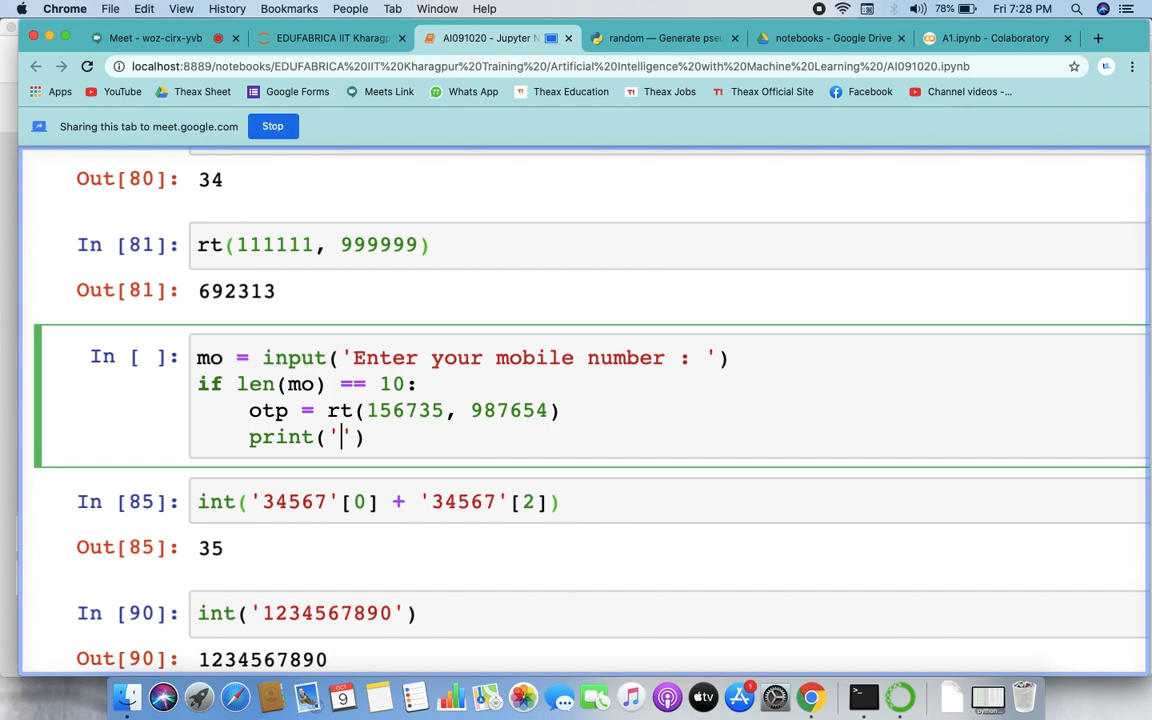 Chrome File Edit View History Bookmarks People Tab Window Help 78% Fri 7:28 PM
Meet - woz-cirx-yvb EDUFABRICA IIT Kharagp AI091020 - Jupyter N random — Generate pseu notebooks - Google Drive A1.ipynb - Colaboratory
localhost:8889/notebooks/EDUFABRICA%20IIT%20Kharagpur%20Training%20/Artificial%20Intelligence%20with%20Machine%20Learning%20/AI091020.ipynb
Apps YouTube Theax Sheet Google Forms Meets Link Whats App Theax Education Theax Jobs Theax Official Site Facebook Channel videos -...
Sharing this tab to meet.google.com Stop
Out[80]: 34
In [81]: rt(111111, 999999)
Out[81]: 692313
In [ ]: mo = input('Enter your mobile number : ')
if len(mo) == 10:
otp = rt(156735, 987654)
print('')
In [85]: int('34567'[0] + '34567'[2])
Out[85]: 35
In [90]: int('1234567890')
Out[90]: 1234567890